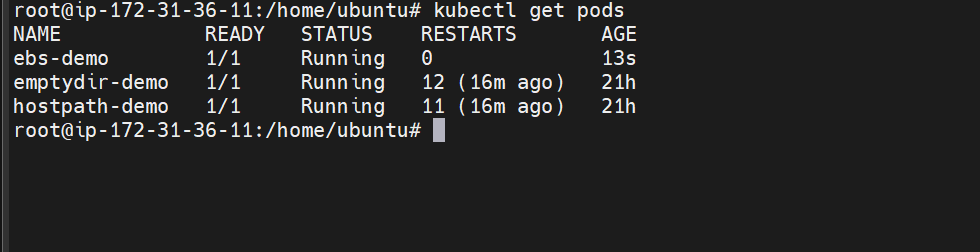 root@ip-172-31-36-11:/home/ubuntu# kubectl get pods
NAME            READY   STATUS    RESTARTS       AGE
ebs-demo        1/1     Running   0              13s
emptydir-demo   1/1     Running   12 (16m ago)   21h
hostpath-demo   1/1     Running   11 (16m ago)   21h
root@ip-172-31-36-11:/home/ubuntu#